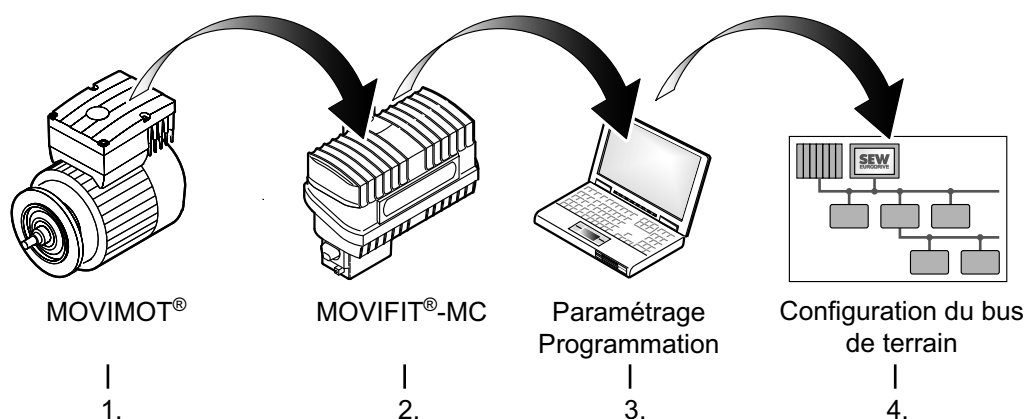 SEW
EURODRIVE
MOVIMOT®
MOVIFIT®-MC
Paramétrage
Programmation
Configuration du bus
de terrain
1.
2.
3.
4.